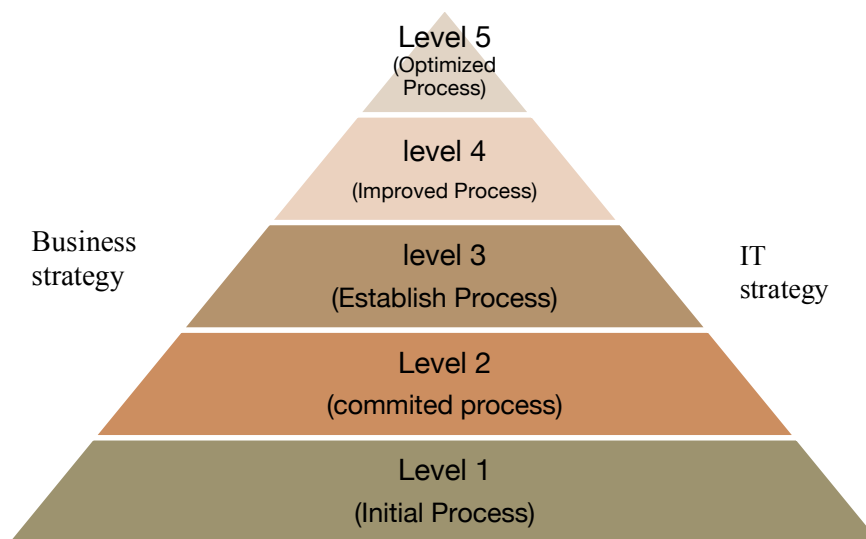 Level 5
(Optimized
Process)
level 4
(Improved Process)
Business
strategy
level 3
(Establish Process)
IT
strategy
Level 2
(commited process)
Level 1
(Initial Process)